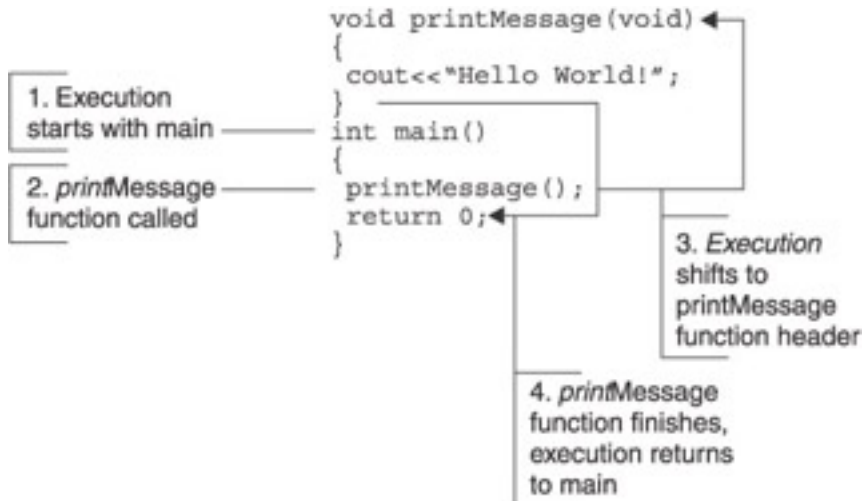 void printMessage(void)
{
cout<<"Hello World!";
}
int main()
{
printMessage();
return 0;
}
1. Execution
starts with main
2. printMessage
function called
3. Execution
shifts to
printMessage
function header
4. printMessage
function finishes,
execution returns
to main